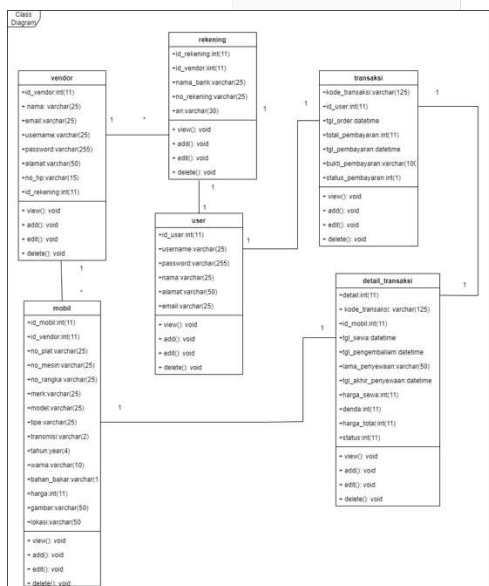 Class
Diagram
vendor
+id_vendor:int(11)
+ nama: varchar(25)
+email:varchar(25)
+username:varchar(25)
+password:varchar(255)
+alamat:varchar(50)
+no_hp:varchar(15)
+id_rekening:int(11)
+ view(): void
+ add(): void
+ edit(): void
+ delete(): void
rekening
+id_rekening:int(11)
+id_vendor:iint(11)
+nama_bank:varchar(25)
+no_rekening:varchar(25)
+an:varchar(30)
+ view(): void
+ add(): void
+ edit(): void
+ delete(): void
transaksi
+kode_transaksi:varchar(125)
+id_user:int(11)
+tgl_order:datetime
+total_pembayaran:int(11)
+tgl_pembayaran:datetime
+bukti_pembayaran:varchar(100
+status_pembayaran:int(1)
+ view(): void
+ add(): void
+ edit(): void
+ delete(): void
user
+id_user:int(11)
+username:varchar(25)
+password:varchar(255)
+nama:varchar(25)
+alamat:varchar(50)
+email:varchar(25)
+ view(): void
+ add(): void
+ edit(): void
+ delete(): void
mobil
+id_mobil:int(11)
+id_vendor:int(11)
+no_plat:varchar(25)
+no_mesin:varchar(25)
+no_rangka:varchar(25)
+merk:varchar(25)
+model:varchar(25)
+tipe:varchar(25)
+transmisi:varchar(2)
+tahun:year(4)
+warna:varchar(10)
+bahan_bakar:varchar(1
+harga:int(11)
+gambar:varchar(50)
+lokasi:varchar(50
+ view(): void
+ add(): void
+ edit(): void
+ delete(): void
detail_transaksi
+detail:int(11)
+ kode_transaksi: varchar(125)
+id_mobil:int(11)
+tgl_sewa:datetime
+tgl_pengembaliam:datetime
+lama_penyewaan:varchar(50)
+tgl_akhir_penyewaan:datetime
+harga_sewa:int(11)
+denda:int(11)
+harga_total:int(11)
+status:int(11)
+ view(): void
+ add(): void
+ edit(): void
+ delete(): void
1
*
1
1
1
1
1
1
1
*
1
1